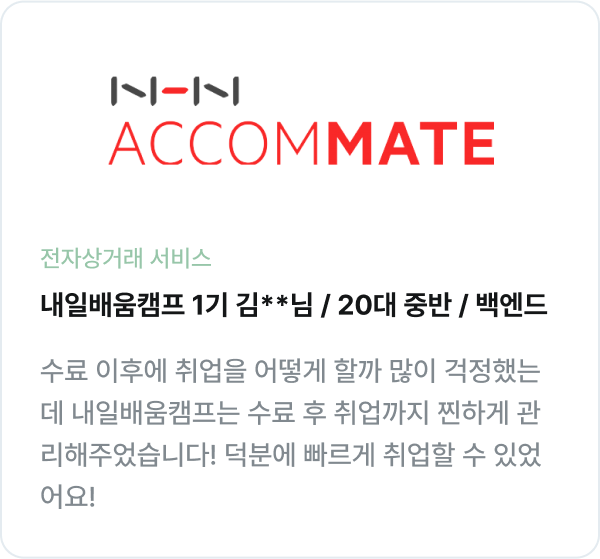 NHN
ACCOMMATE
전자상거래 서비스
내일배움캠프 1기 김**님 / 20대 중반 / 백엔드
수료 이후에 취업을 어떻게 할까 많이 걱정했는
데 내일배움캠프는 수료 후 취업까지 찐하게 관
리해주었습니다! 덕분에 빠르게 취업할 수 있었
어요!